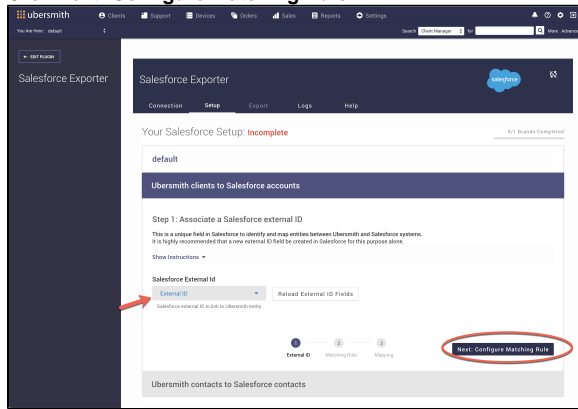 ubersmith
Clients
Support
Devices
Orders
Sales
Reports
Settings
You Are Here: default
Search Client Manager for
More Advance
← EDIT PLUGIN
Salesforce Exporter
Salesforce Exporter
salesforce
Connection Setup Export Logs Help
Your Salesforce Setup: Incomplete
0/1 Brands Completed
default
Ubersmith clients to Salesforce accounts
Step 1: Associate a Salesforce external ID
This is a unique field in Salesforce to identify and map entities between Ubersmith and Salesforce systems.
It is highly recommended that a new external ID field be created in Salesforce for this purpose alone.
Show Instructions
Salesforce External Id
External ID
Reload External ID Fields
Salesforce external ID to link to Ubersmith entity
1 2 3
External ID Matching Rule Mapping
Next: Configure Matching Rule
Ubersmith contacts to Salesforce contacts